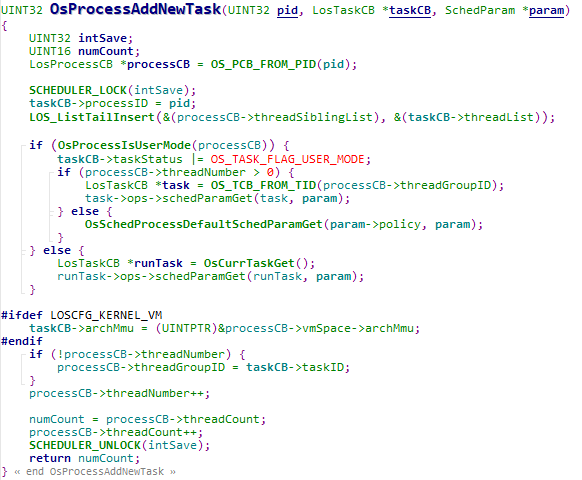 UINT32 OsProcessAddNewTask(UINT32 pid, LosTaskCB *taskCB, SchedParam *param)
{
    UINT32 intSave;
    UINT16 numCount;
    LosProcessCB *processCB = OS_PCB_FROM_PID(pid);

    SCHEDULER_LOCK(intSave);
    taskCB->processID = pid;
    LOS_ListTailInsert(&(processCB->threadSiblingList), &(taskCB->threadList));

    if (OsProcessIsUserMode(processCB)) {
        taskCB->taskStatus |= OS_TASK_FLAG_USER_MODE;
        if (processCB->threadNumber > 0) {
            LosTaskCB *task = OS_TCB_FROM_TID(processCB->threadGroupID);
            task->ops->schedParamGet(task, param);
        } else {
            OsSchedProcessDefaultSchedParamGet(param->policy, param);
        }
    } else {
        LosTaskCB *runTask = OsCurrTaskGet();
        runTask->ops->schedParamGet(runTask, param);
    }

#ifdef LOSCFG_KERNEL_VM
    taskCB->archMmu = (UINTPTR)&processCB->vmSpace->archMmu;
#endif
    if (!processCB->threadNumber) {
        processCB->threadGroupID = taskCB->taskID;
    }
    processCB->threadNumber++;

    numCount = processCB->threadCount;
    processCB->threadCount++;
    SCHEDULER_UNLOCK(intSave);
    return numCount;
} « end OsProcessAddNewTask »